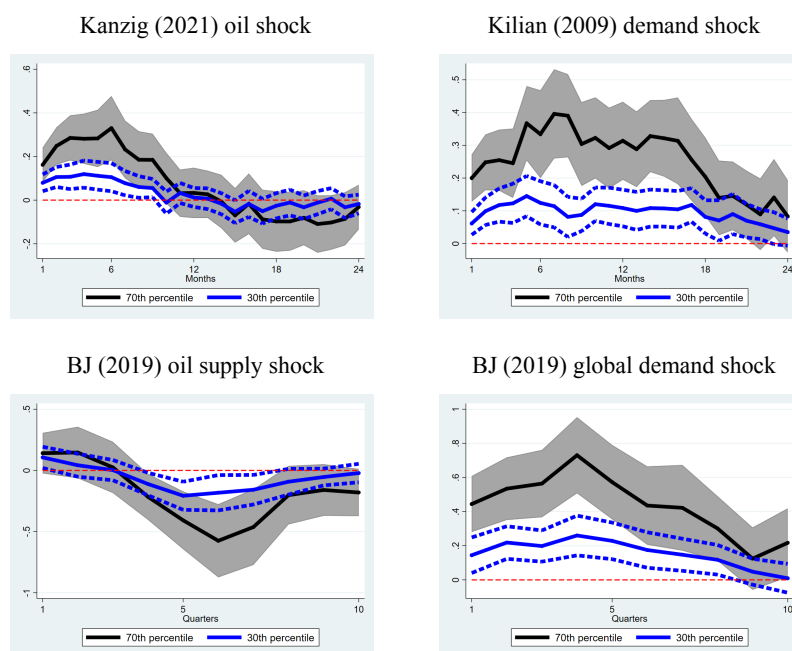 Kanzig (2021) oil shock
.6
.4
.2
0
-.2
1
6
12
18
24
Months
70th percentile
30th percentile
Kilian (2009) demand shock
.5
.4
.3
.2
.1
0
1
6
12
18
24
Months
70th percentile
30th percentile
BJ (2019) oil supply shock
.5
0
-.5
-1
1
5
10
Quarters
70th percentile
30th percentile
BJ (2019) global demand shock
1
.8
.6
.4
.2
0
1
5
10
Quarters
70th percentile
30th percentile